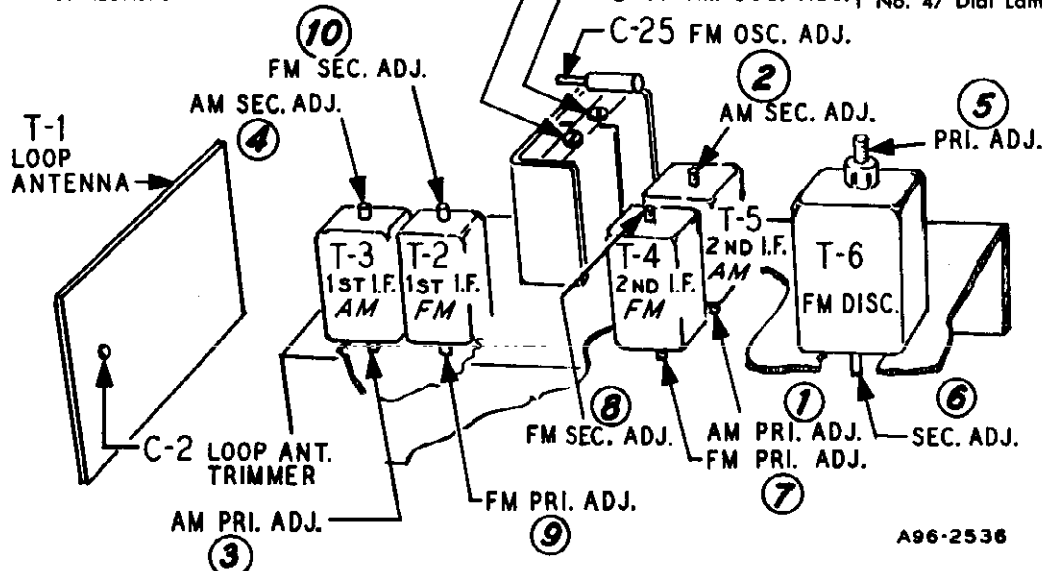 No. 47 Dial Lam
C-25 FM OSC. ADJ.
10
FM SEC. ADJ.
2
AM SEC. ADJ.
AM SEC. ADJ.
4
5
PRI. ADJ.
T-1
LOOP
ANTENNA
T-3
1ST I.F.
AM
T-2
1ST I.F.
FM
T-4
2ND I.F.
FM
T-5
2ND I.F.
AM
T-6
FM DISC.
C-2 LOOP ANT.
TRIMMER
8
FM SEC. ADJ.
1
AM PRI. ADJ.
FM PRI. ADJ.
7
6
SEC. ADJ.
AM PRI. ADJ.
3
FM PRI. ADJ.
9
A96-2536